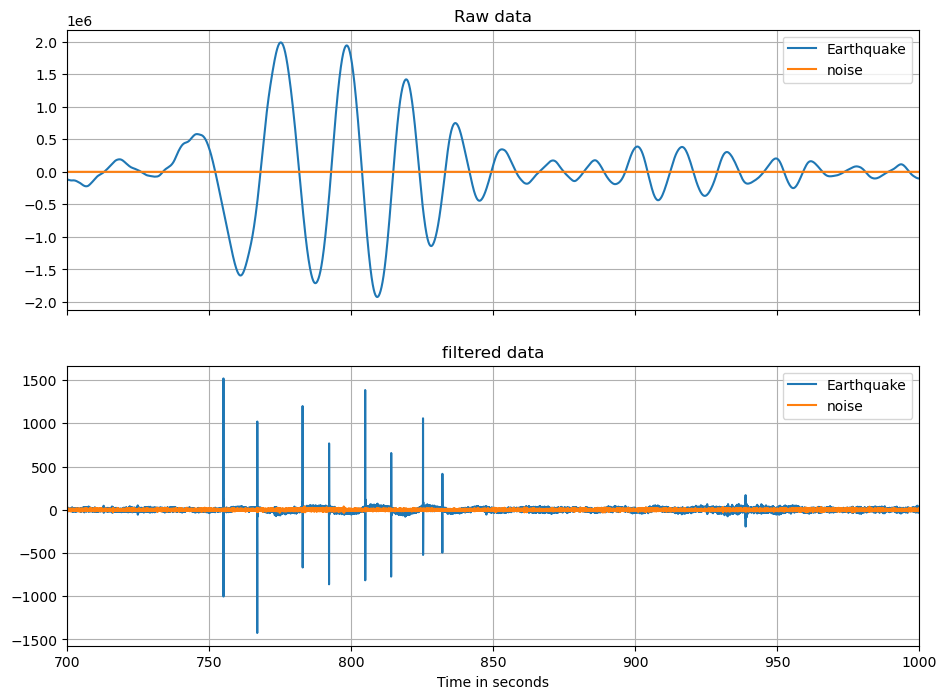 Raw data
1e6
2.0
1.5
1.0
0.5
0.0
−0.5
−1.0
−1.5
−2.0
Earthquake
noise
filtered data
1500
1000
500
0
−500
−1000
−1500
Earthquake
noise
700 750 800 850 900 950 1000
Time in seconds